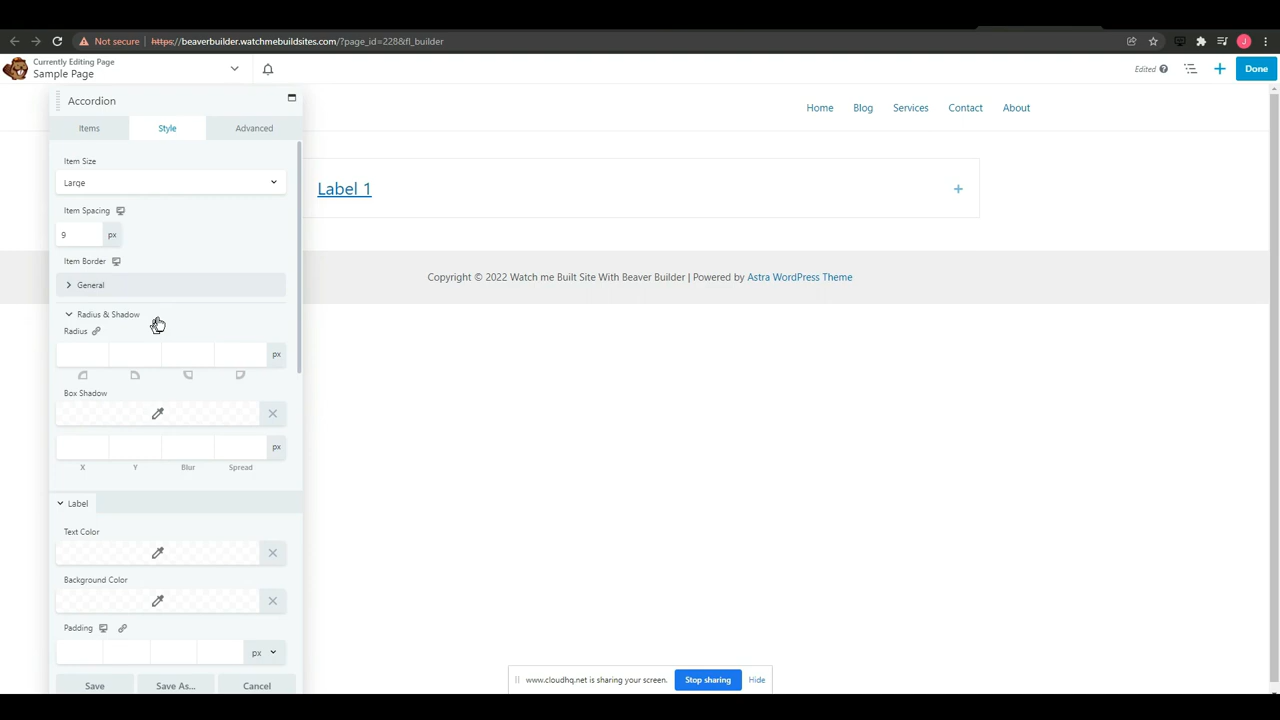 Not secure
https://beaverbuilder.watchmebuildsites.com/?page_id=228&fl_builder
J
Currently Editing Page
Sample Page
Edited
Done
Accordion
Items
Style
Advanced
Home
Blog
Services
Contact
About
Item Size
Large
Label 1
+
Item Spacing
9
px
Item Border
General
Copyright © 2022 Watch me Built Site With Beaver Builder | Powered by Astra WordPress Theme
Radius & Shadow
Radius
px
Box Shadow
px
X
Y
Blur
Spread
Label
Text Color
Background Color
Padding
px
Save
Save As...
Cancel
www.cloudhq.net is sharing your screen.
Stop sharing
Hide